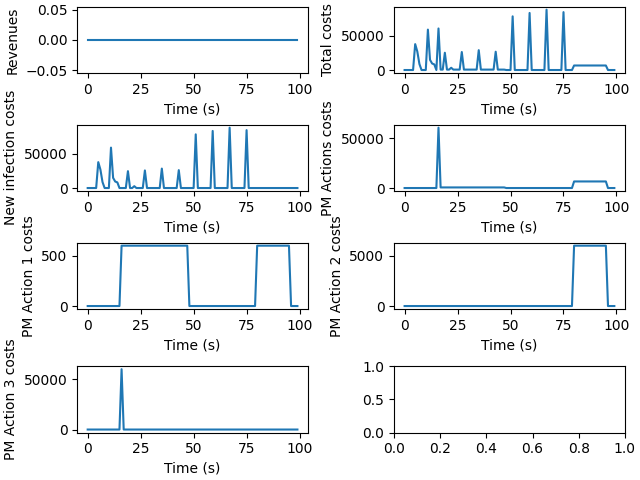 Revenues
0.05
0.00
−0.05
0 25 50 75 100
Time (s)
Total costs
50000
0
0 25 50 75 100
Time (s)
New infection costs
50000
0
0 25 50 75 100
Time (s)
PM Actions costs
50000
0
0 25 50 75 100
Time (s)
PM Action 1 costs
500
0
0 25 50 75 100
Time (s)
PM Action 2 costs
5000
0
0 25 50 75 100
Time (s)
PM Action 3 costs
50000
0
0 25 50 75 100
Time (s)
1.0
0.5
0.0
0.0 0.2 0.4 0.6 0.8 1.0